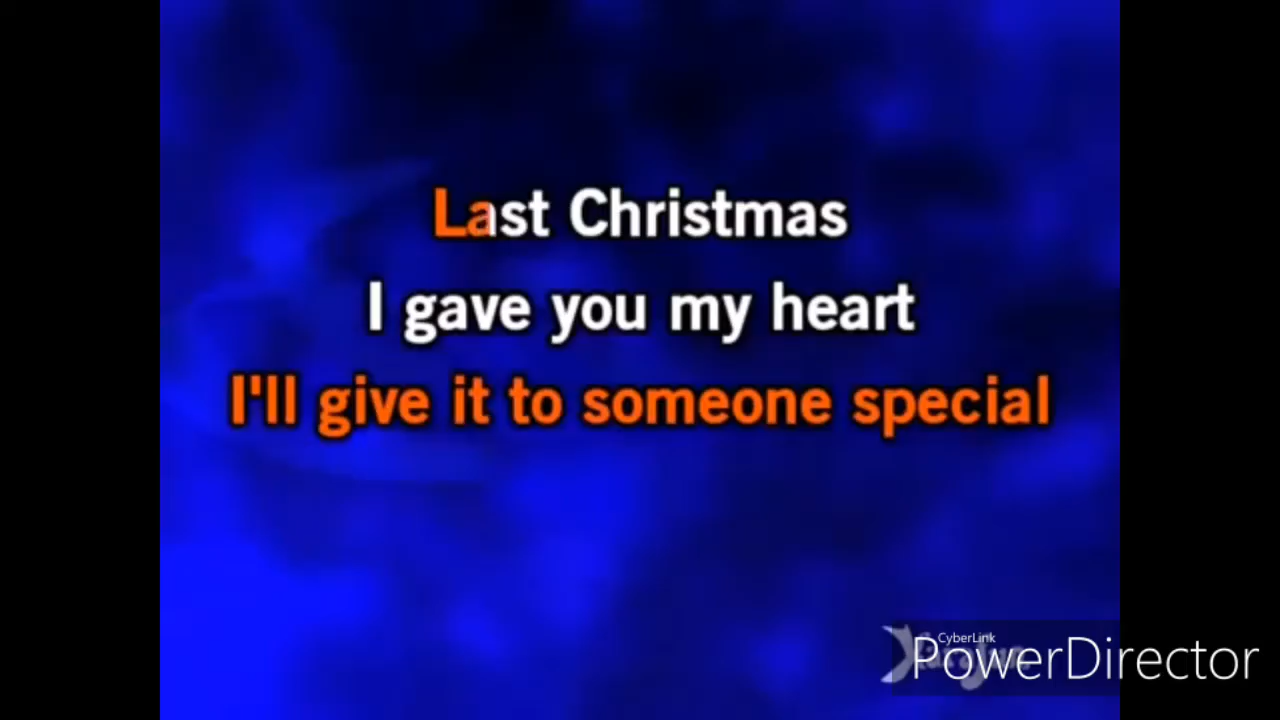 Last Christmas
I gave you my heart
I'll give it to someone special
CyberLink
PowerDirector